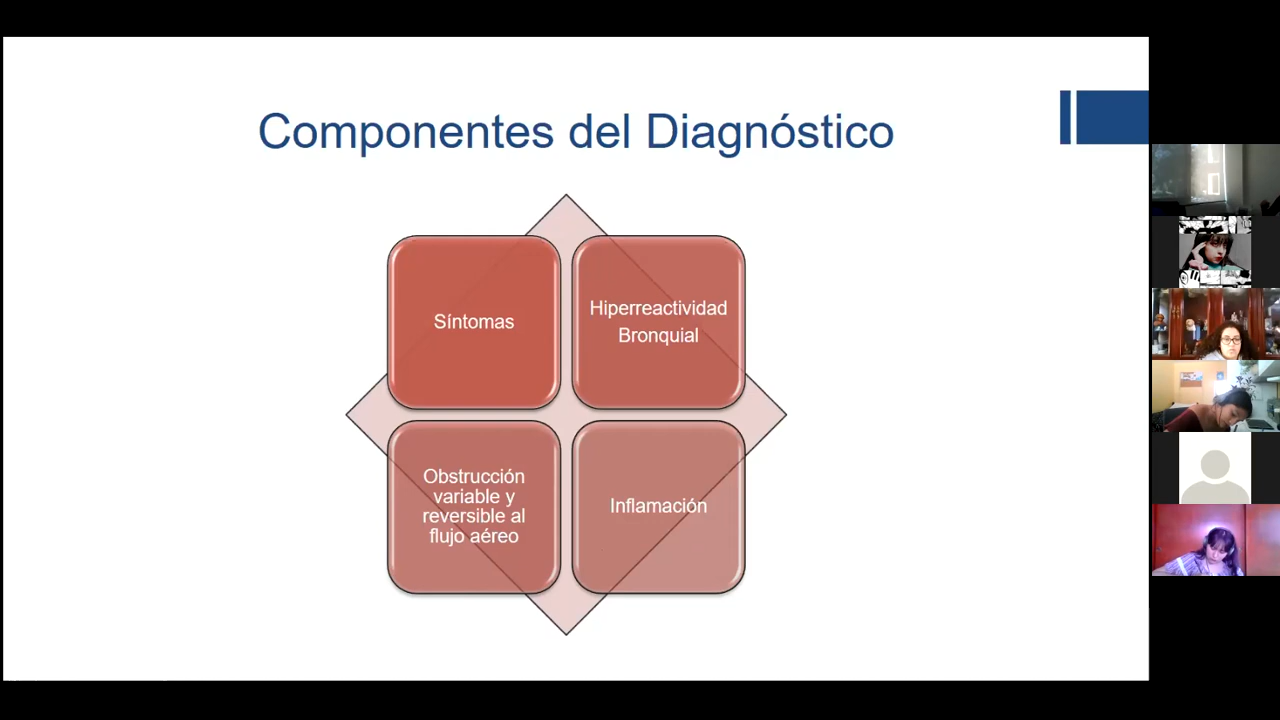 Componentes del Diagnóstico
Síntomas
Hiperreactividad
Bronquial
Obstrucción
variable y
reversible al
flujo aéreo
Inflamación